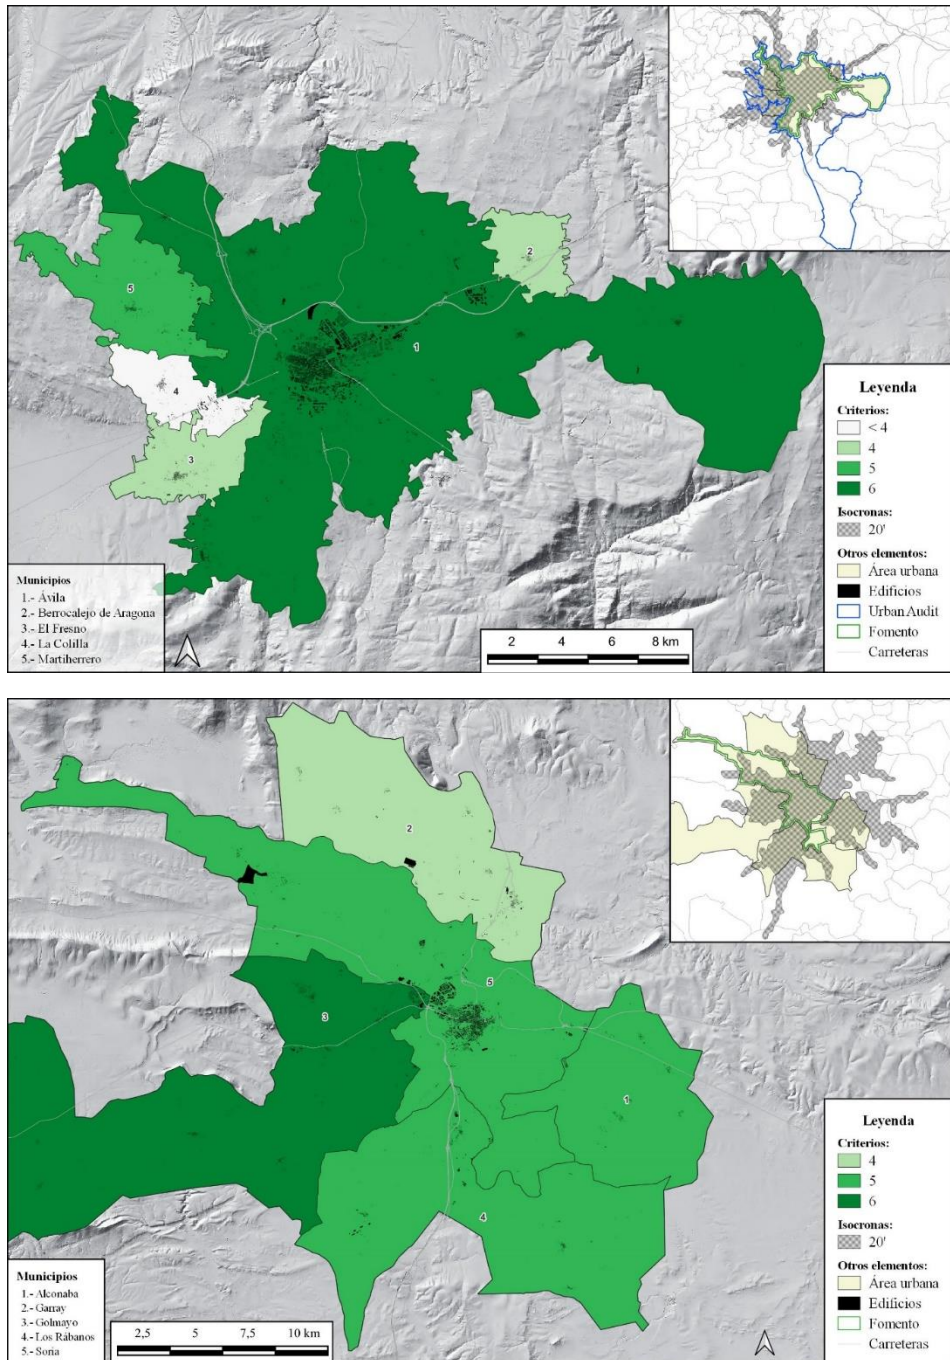 2
5
1
4
3
Leyenda
Criterios:
< 4
4
5
6
Isocronas:
20'
Otros elementos:
Área urbana
Edificios
Urban Audit
Fomento
Carreteras
Municipios
1.- Ávila
2.- Berrocalejo de Aragona
3.- El Fresno
4.- La Colilla
5.- Martiherrero
2 4 6 8 km
2
5
3
1
4
Leyenda
Criterios:
4
5
6
Isocronas:
20'
Otros elementos:
Área urbana
Edificios
Fomento
Carreteras
Municipios
1.- Alconaba
2.- Garray
3.- Golmayo
4.- Los Rábanos
5.- Soria
2,5 5 7,5 10 km